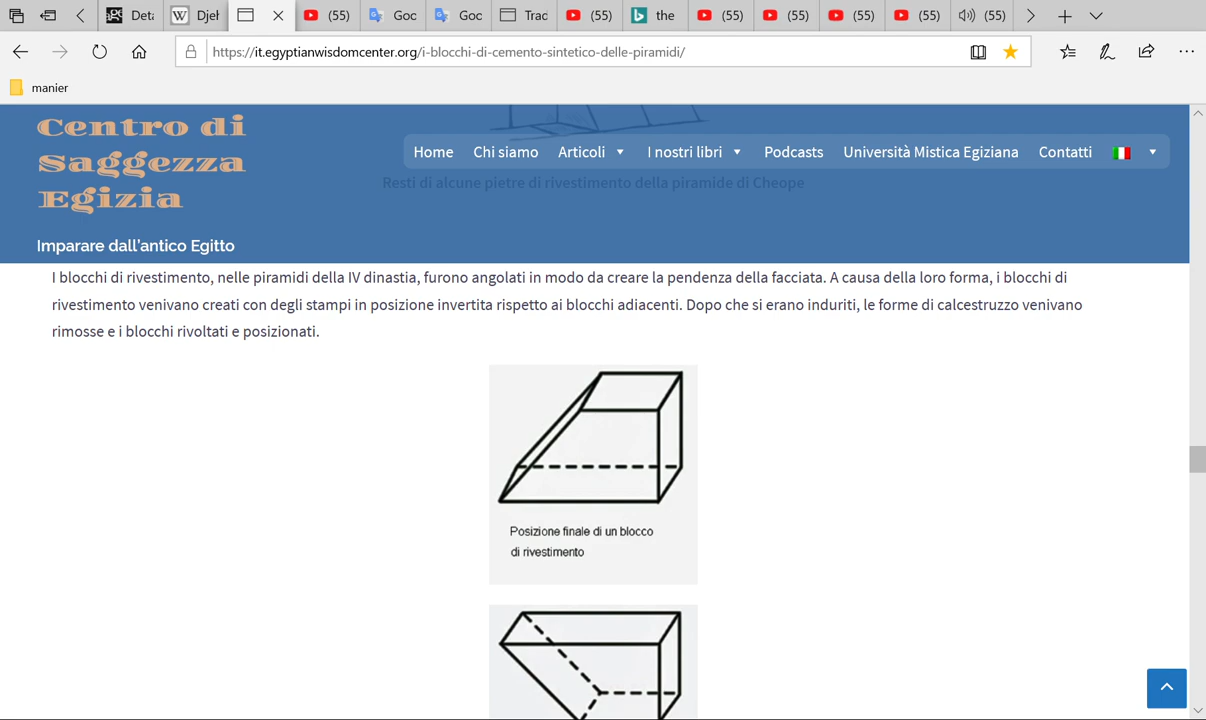 Deta
Djeh
(55)
Goc
Goc
Trad
(55)
the
(55)
(55)
(55)
(55)
(55)
https://it.egyptianwisdomcenter.org/i-blocchi-di-cemento-sintetico-delle-piramidi/
manier
Centro di
Saggezza
Egizia
Imparare dall'antico Egitto
Home Chi siamo Articoli I nostri libri Podcasts Università Mistica Egiziana Contatti
Resti di alcune pietre di rivestimento della piramide di Cheope
I blocchi di rivestimento, nelle piramidi della IV dinastia, furono angolati in modo da creare la pendenza della facciata. A causa della loro forma, i blocchi di
rivestimento venivano creati con degli stampi in posizione invertita rispetto ai blocchi adiacenti. Dopo che si erano induriti, le forme di calcestruzzo venivano
rimosse e i blocchi rivoltati e posizionati.
Posizione finale di un blocco
di rivestimento